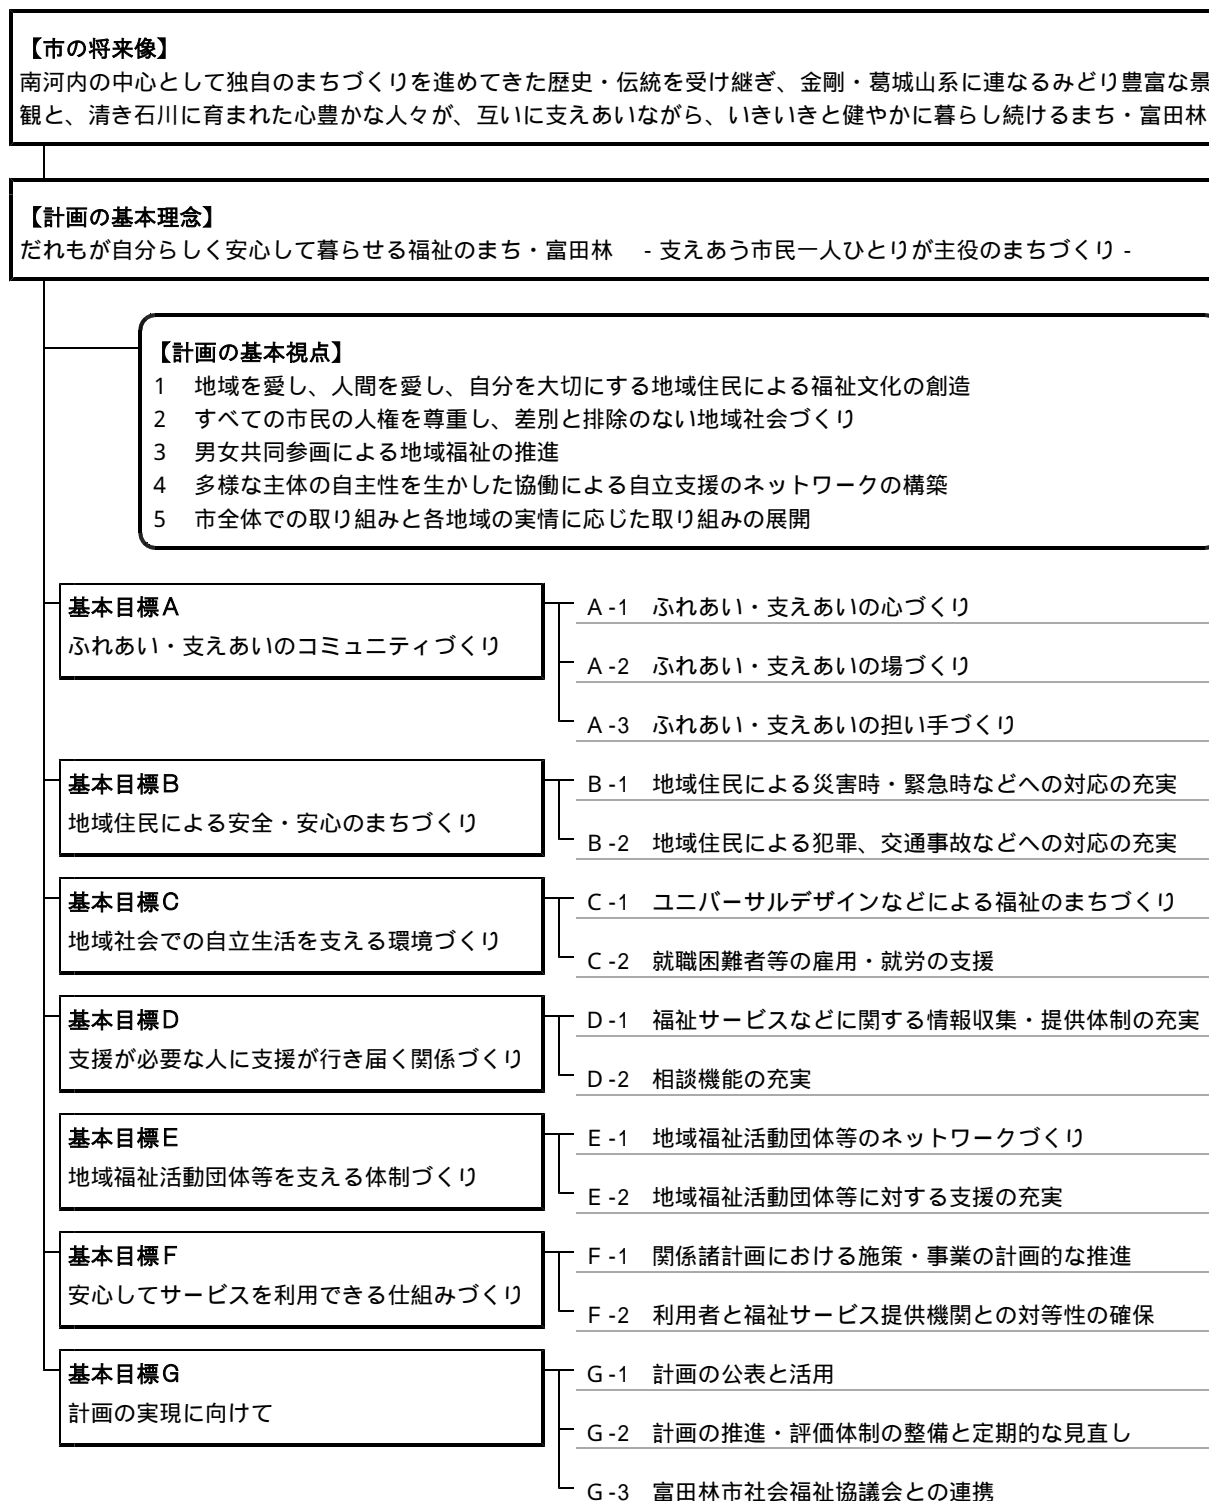 【市の将来像】
南河内の中心として独自のまちづくりを進めてきた歴史・伝統を受け継ぎ、金剛・葛城山系に連なるみどり豊富な景
観と、清き石川に育まれた心豊かな人々が、互いに支えあいながら、いきいきと健やかに暮らし続けるまち・富田林
【計画の基本理念】
だれもが自分らしく安心して暮らせる福祉のまち・富田林　- 支えあう市民一人ひとりが主役のまちづくり -
【計画の基本視点】
1　地域を愛し、人間を愛し、自分を大切にする地域住民による福祉文化の創造
2　すべての市民の人権を尊重し、差別と排除のない地域社会づくり
3　男女共同参画による地域福祉の推進
4　多様な主体の自主性を生かした協働による自立支援のネットワークの構築
5　市全体での取り組みと各地域の実情に応じた取り組みの展開
基本目標A
ふれあい・支えあいのコミュニティづくり
A-1　ふれあい・支えあいの心づくり
A-2　ふれあい・支えあいの場づくり
A-3　ふれあい・支えあいの担い手づくり
基本目標B
地域住民による安全・安心のまちづくり
B-1　地域住民による災害時・緊急時などへの対応の充実
B-2　地域住民による犯罪、交通事故などへの対応の充実
基本目標C
地域社会での自立生活を支える環境づくり
C-1　ユニバーサルデザインなどによる福祉のまちづくり
C-2　就職困難者等の雇用・就労の支援
基本目標D
支援が必要な人に支援が行き届く関係づくり
D-1　福祉サービスなどに関する情報収集・提供体制の充実
D-2　相談機能の充実
基本目標E
地域福祉活動団体等を支える体制づくり
E-1　地域福祉活動団体等のネットワークづくり
E-2　地域福祉活動団体等に対する支援の充実
基本目標F
安心してサービスを利用できる仕組みづくり
F-1　関係諸計画における施策・事業の計画的な推進
F-2　利用者と福祉サービス提供機関との対等性の確保
基本目標G
計画の実現に向けて
G-1　計画の公表と活用
G-2　計画の推進・評価体制の整備と定期的な見直し
G-3　富田林市社会福祉協議会との連携